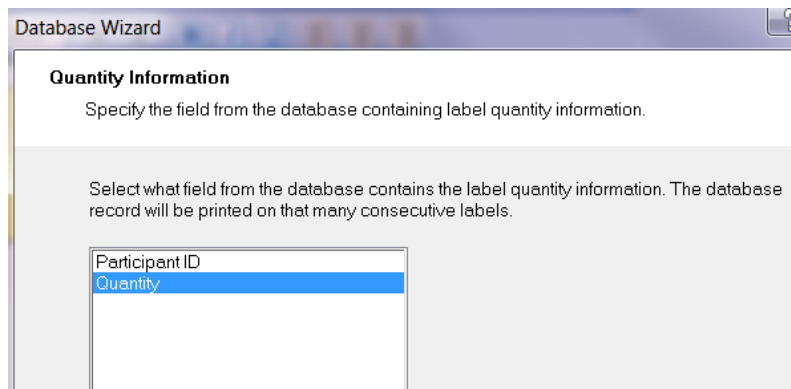 Database Wizard
Quantity Information
Specify the field from the database containing label quantity information.
Select what field from the database contains the label quantity information. The database
record will be printed on that many consecutive labels.
Participant ID
Quantity